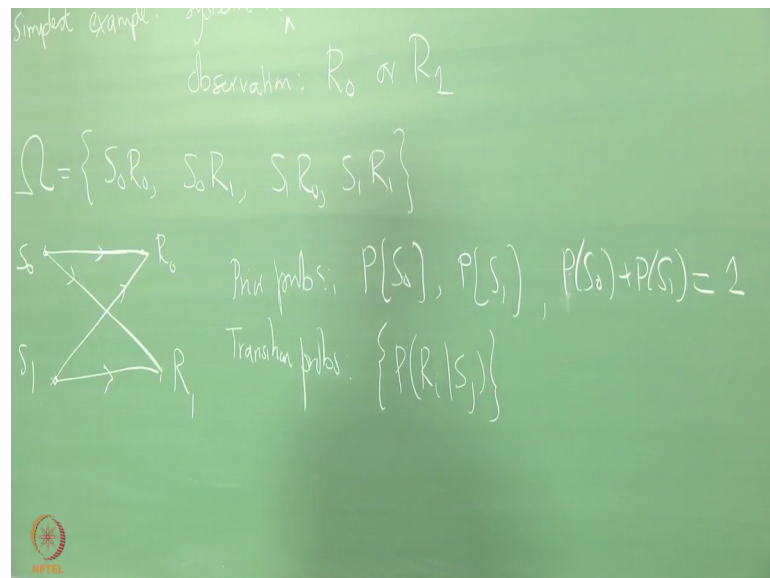 Simplest example:
observation: R₀ or R₁
Ω = { S₀R₀, S₀R₁, S₁R₀, S₁R₁ }
S₀ R₀
Prior probs: P[S₀], P[S₁], P(S₀)+P(S₁) = 1
Transition probs. {P(Rᵢ|Sⱼ)}
S₁ R₁
NPTEL